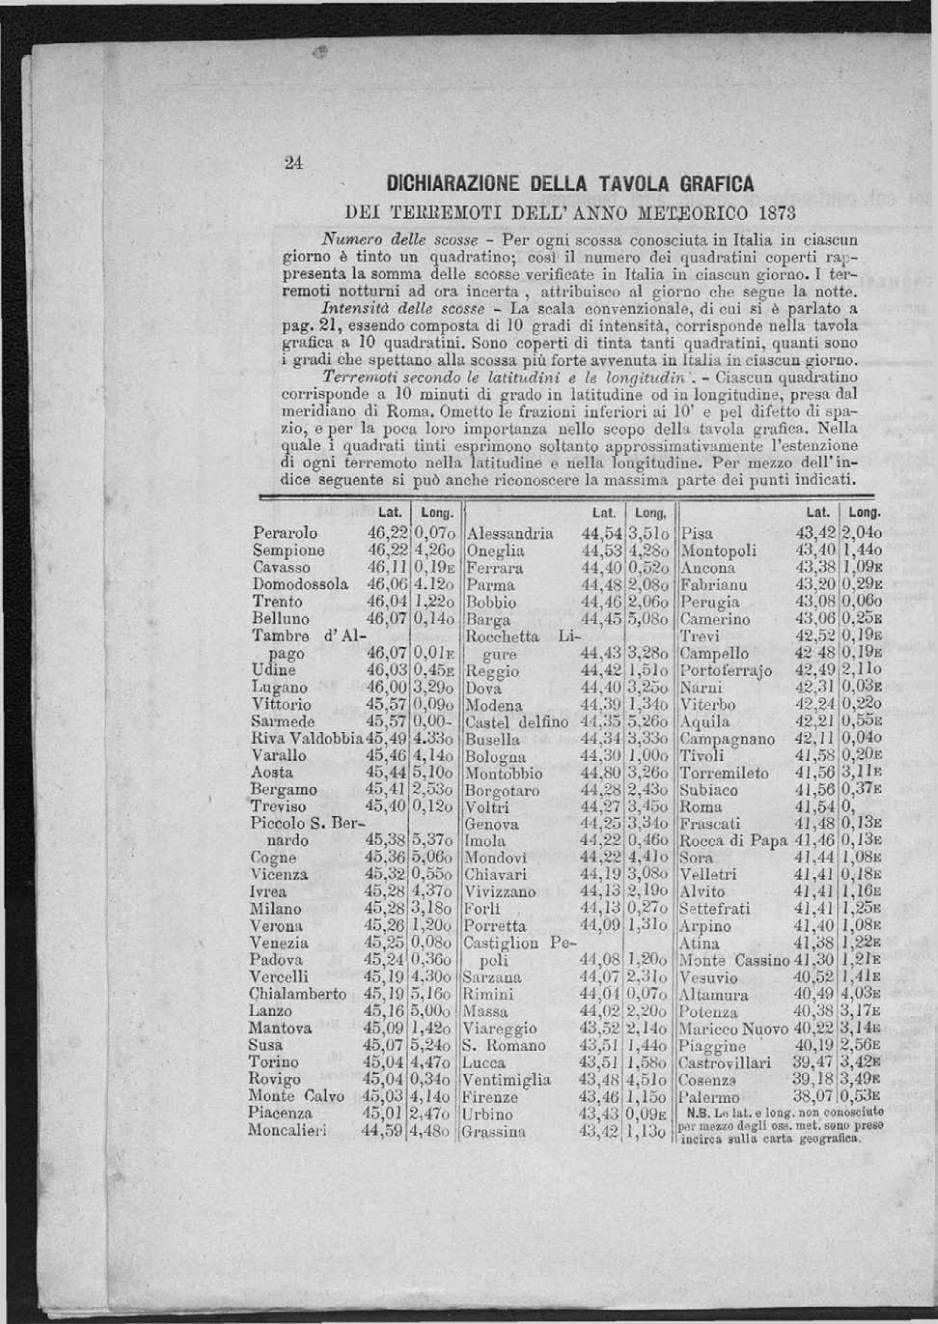 24
DICHIARAZIONE DELLA TAVOLA GRAFICA
DEI TERREMOTI DELL' ANNO METEORICO 1873
Numero delle scosse - Per ogni scossa conosciuta in Italia in ciascun
giorno è tinto un quadratino; così il numero dei quadratini coperti rap-
presenta la somma delle scosse verificate in Italia in ciascun giorno. I ter-
remoti notturni ad ora incerta , attribuisco al giorno che segue la notte.
Intensità delle scosse - La scala convenzionale, di cui si è parlato a
pag. 21, essendo composta di 10 gradi di intensità, corrisponde nella tavola
grafica a 10 quadratini. Sono coperti di tinta tanti quadratini, quanti sono
i gradi che spettano alla scossa più forte avvenuta in Italia in ciascun giorno.
Terremoti secondo le latitudini e le longitudin . - Ciascun quadratino
corrisponde a 10 minuti di grado in latitudine od in longitudine, presa dal
meridiano di Roma. Ometto le frazioni inferiori ai 10' e pel difetto di spa-
zio, e per la poca loro importanza nello scopo della tavola grafica. Nella
quale i quadrati tinti esprimono soltanto approssimativamente l'estenzione
di ogni terremoto nella latitudine e nella longitudine. Per mezzo dell'in-
dice seguente si può anche riconoscere la massima parte dei punti indicati.
Lat. Long.
Perarolo 46,22 0,07o
Sempione 46,22 4,26o
Cavasso 46,11 0,19E
Domodossola 46,06 4.12o
Trento 46,04 1,22o
Belluno 46,07 0,14o
Tambre d' Al-
pago 46,07 0,01E
Udine 46,03 0,45E
Lugano 46,00 3,29o
Vittorio 45,57 0,09o
Sarmede 45,57 0,00-
Riva Valdobbia 45,49 4.33o
Varallo 45,46 4,14o
Aosta 45,44 5,10o
Bergamo 45,41 2,53o
Treviso 45,40 0,12o
Piccolo S. Ber-
nardo 45,38 5,37o
Cogne 45,36 5,06o
Vicenza 45,32 0,55o
Ivrea 45,28 4,37o
Milano 45,28 3,18o
Verona 45,26 1,20o
Venezia 45,25 0,08o
Padova 45,24 0,36o
Vercelli 45,19 4,30o
Chialamberto 45,19 5,16o
Lanzo 45,16 5,00o
Mantova 45,09 1,42o
Susa 45,07 5,24o
Torino 45,04 4,47o
Rovigo 45,04 0,34o
Monte Calvo 45,03 4,14o
Piacenza 45,01 2,47o
Moncalieri 44,59 4,48o
Lat. Long,
Alessandria 44,54 3,51o
Oneglia 44,53 4,28o
Ferrara 44,40 0,52o
Parma 44,48 2,08o
Bobbio 44,46 2,06o
Barga 44,45 5,08o
Rocchetta Li-
gure 44,43 3,28o
Reggio 44,42 1,51o
Dova 44,40 3,25o
Modena 44,39 1,34o
Castel delfino 44,35 5,26o
Busella 44,34 3,33o
Bologna 44,30 1,00o
Montobbio 44,80 3,26o
Borgotaro 44,28 2,43o
Voltri 44,27 3,45o
Genova 44,25 3,34o
Imola 44,22 0,46o
Mondovì 44,22 4,41o
Chiavari 44,19 3,08o
Vivizzano 44,13 2,19o
Forlì 44,13 0,27o
Porretta 44,09 1,31o
Castiglion Pe-
poli 44,08 1,20o
Sarzana 44,07 2,31o
Rimini 44,04 0,07o
Massa 44,02 2,20o
Viareggio 43,52 2,14o
S. Romano 43,51 1,44o
Lucca 43,51 1,58o
Ventimiglia 43,48 4,51o
Firenze 43,46 1,15o
Urbino 43,43 0,09E
Grassina 43,42 1,13o
Lat. Long.
Pisa 43,42 2,04o
Montopoli 43,40 1,44o
Ancona 43,38 1,09E
Fabrianu 43,20 0,29E
Perugia 43,08 0,06o
Camerino 43,06 0,25E
Trevi 42,52 0,19E
Campello 42 48 0,19E
Portoferrajo 42,49 2,11o
Narni 42,31 0,03E
Viterbo 42,24 0,22o
Aquila 42,21 0,55E
Campagnano 42,11 0,04o
Tivoli 41,58 0,20E
Torremileto 41,56 3,11E
Subiaco 41,56 0,37E
Roma 41,54 0,
Frascati 41,48 0,13E
Rocca di Papa 41,46 0,13E
Sora 41,44 1,08E
Velletri 41,41 0,18E
Alvito 41,41 1,16E
Settefrati 41,41 1,25E
Arpino 41,40 1,08E
Atina 41,38 1,22E
Monte Cassino 41,30 1,21E
Vesuvio 40,52 1,41E
Altamura 40,49 4,03E
Potenza 40,38 3,17E
Maricco Nuovo 40,22 3,14E
Piaggine 40,19 2,56E
Castrovillari 39,47 3,42E
Cosenza 39,18 3,49E
Palermo 38,07 0,53E
N.B. Le lat. e long. non conosciute
per mezzo degli oss. met. sono prese
incirca sulla carta geografica.